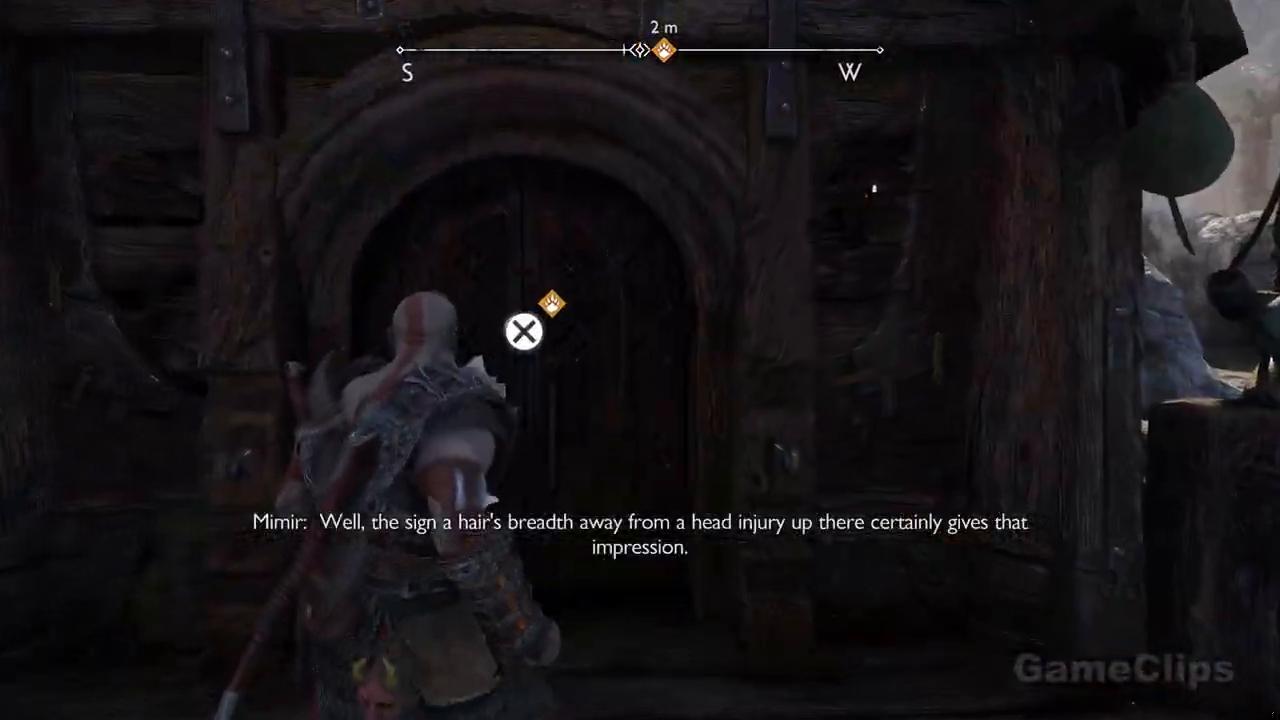 2 m
S
W
Mimir: Well, the sign a hair's breadth away from a head injury up there certainly gives that
impression.
GameClips